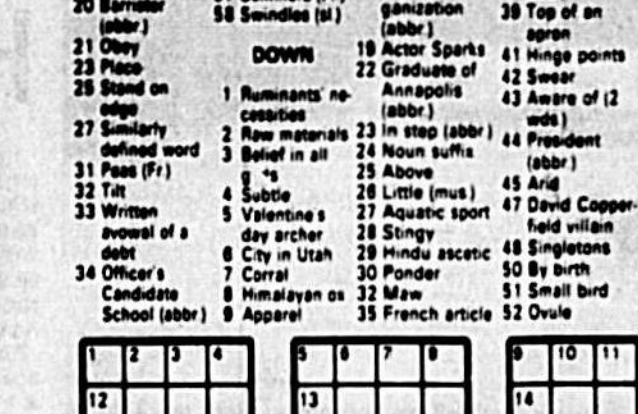 20 Barrister
(abbr.)
21 Obey
23 Place
25 Stand on
edge
27 Similarly
defined word
31 Peas (Fr.)
32 Tilt
33 Written
avowal of a
debt
34 Officer's
Candidate
School (abbr)
58 Swindles (sl)
DOWN
1 Ruminants' ne-
cessities
2 Raw materials
3 Belief in all
g
4 Subtle
5 Valentine's
day archer
6 City in Utah
7 Corral
8 Himalayan ox
9 Apparel
ganization
(abbr)
19 Actor Sparks
22 Graduate of
Annapolis
(abbr.)
23 In step (abbr)
24 Noun suffix
25 Above
26 Little (mus)
27 Aquatic sport
28 Stingy
29 Hindu ascetic
30 Ponder
32 Maw
35 French article
39 Top of an
apron
41 Hinge points
42 Swear
43 Aware of (2
wds)
44 President
(abbr)
45 Arid
47 David Copper-
field villain
48 Singletons
50 By birth
51 Small bird
52 Ovule
1 2 3 4 5 6 7 8 9 10 11
12 13 14